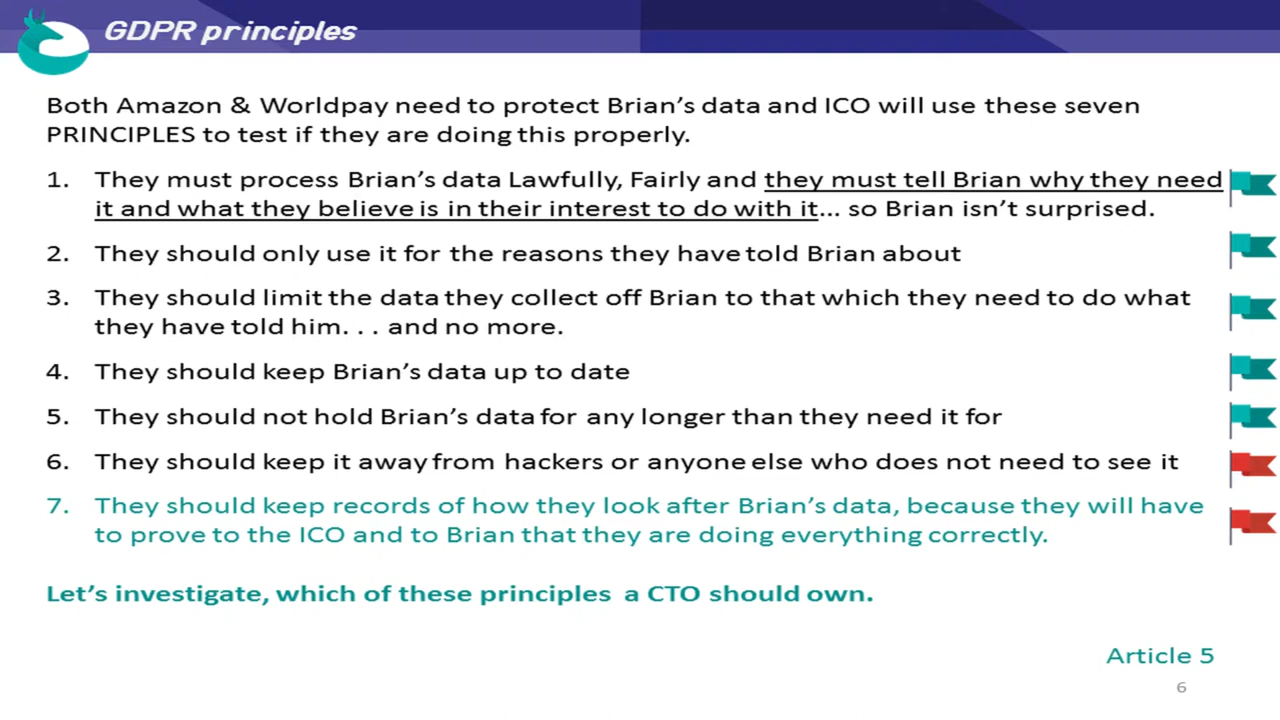 GDPR principles
Both Amazon & Worldpay need to protect Brian's data and ICO will use these seven
PRINCIPLES to test if they are doing this properly.
1. They must process Brian's data Lawfully, Fairly and they must tell Brian why they need
it and what they believe is in their interest to do with it... so Brian isn't surprised.
2. They should only use it for the reasons they have told Brian about
3. They should limit the data they collect off Brian to that which they need to do what
they have told him. . . and no more.
4. They should keep Brian's data up to date
5. They should not hold Brian's data for any longer than they need it for
6. They should keep it away from hackers or anyone else who does not need to see it
7. They should keep records of how they look after Brian's data, because they will have
to prove to the ICO and to Brian that they are doing everything correctly.
Let's investigate, which of these principles a CTO should own.
Article 5
6